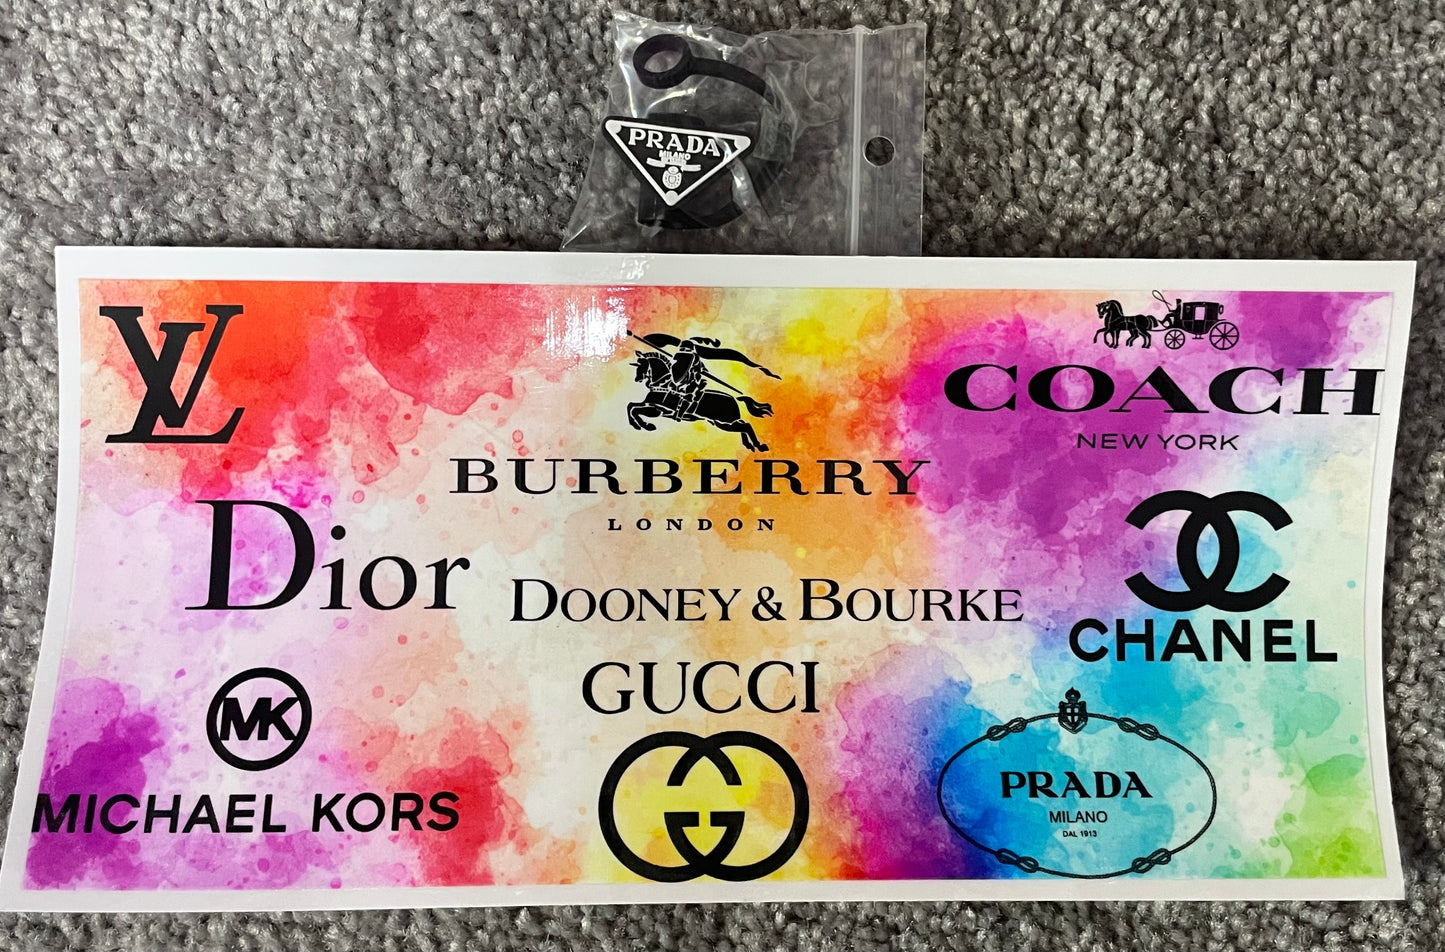 PRADA
MILANO
LV
BURBERRY
LONDON
COACH
NEW YORK
Dior
DOONEY & BOURKE
CHANEL
GUCCI
MK
MICHAEL KORS
PRADA
MILANO
DAL 1913